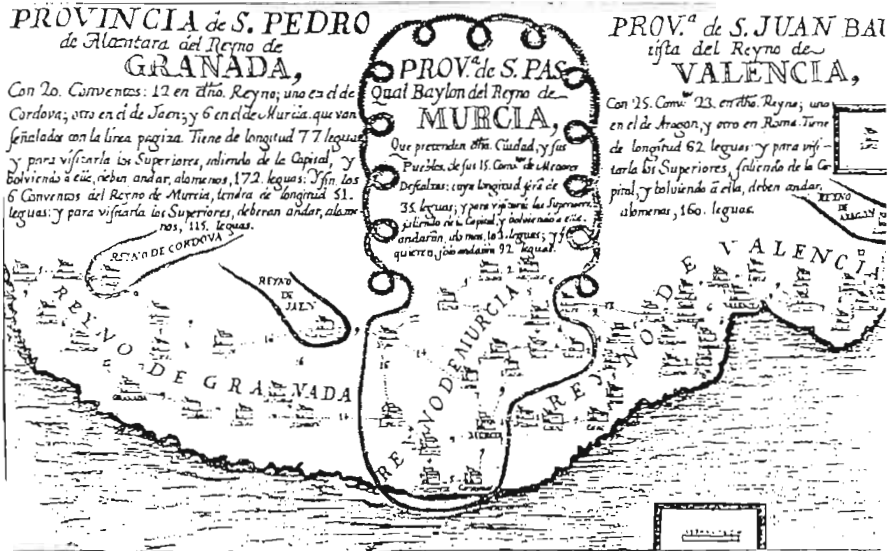 PROVINCIA de S. PEDRO
de Alcantara del Reyno de
GRANADA,
Con 20. Conventos: 12 en dho. Reyno; uno en el de
Cordova; otro en el de Jaen; y 6 en el de Murcia. que van
señalados con la linea pagiza. Tiene de longitud 77 leguas
y para visitarla los Superiores, saliendo de la Capital, y
bolviendo a ella, deben andar, alomenos, 172. leguas: Y sin los
6 Conventos del Reyno de Murcia, tendra de longitud 51.
leguas: y para visitarla los Superiores, deberan andar, alome-
nos, 115. leguas.
PROV.a de S. PAS
Qual Baylon del Reyno de
MURCIA,
Que pretenden dha. Ciudad, y sus
Pueblos, de sus 15. Conv.tos de Menores
Descalzos: cuya longitud será de
35. leguas; y para visitarla los Superiores,
saliendo de la Capital, y bolviendo a ella,
andarán, alomenos, 103. leguas; y si
quieren, solo andarán 92 leguas.
PROV.a de S. JUAN BAU
tista del Reyno de
VALENCIA,
Con 25. Conv.tos 23. en dho. Reyno; uno
en el de Aragon, y otro en Roma. Tiene
de longitud 62. leguas: y para visi-
tarla los Superiores, saliendo de la Ca-
pital, y bolviendo à ella, deben andar,
alomenos, 160. leguas.
REYNO DE CORDOVA
REYNO
DE
JAEN
REYNO
DE
ARAGON
REYNO DE GRANADA
REYNO DE MURCIA
REYNO DE VALENCIA
GRANADA
MURCIA